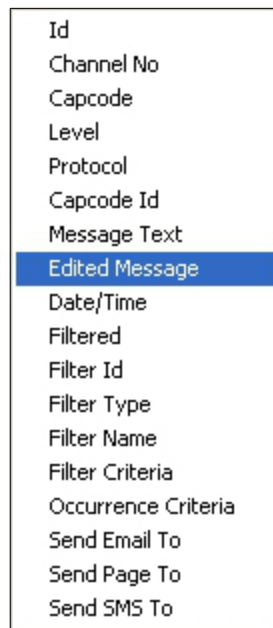 Id
Channel No
Capcode
Level
Protocol
Capcode Id
Message Text
Edited Message
Date/Time
Filtered
Filter Id
Filter Type
Filter Name
Filter Criteria
Occurrence Criteria
Send Email To
Send Page To
Send SMS To